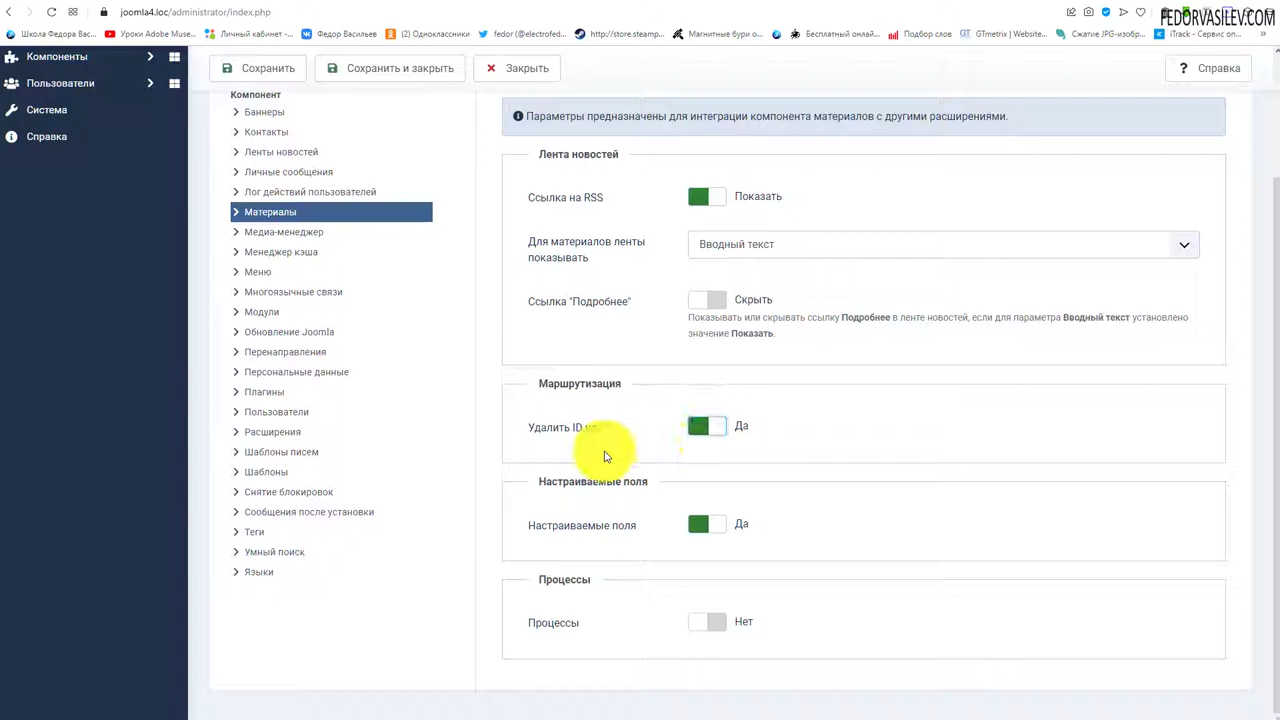 joomla4.loc/administrator/index.php
FEDORVASILEV.COM
Школа Федора Вас...
Уроки Adobe Muse...
Личный кабинет -...
Федор Васильев
(2) Одноклассники
fedor (@electrofed...
http://store.steamp...
Магнитные бури о...
Бесплатный онлай...
Подбор слов
GTmetrix | Website...
Сжатие JPG-изобр...
iTrack - Сервис оп...
Компоненты
Пользователи
Система
Справка
Сохранить
Сохранить и закрыть
Закрыть
Справка
Компонент
Баннеры
Контакты
Ленты новостей
Личные сообщения
Лог действий пользователей
Материалы
Медиа-менеджер
Менеджер кэша
Меню
Многоязычные связи
Модули
Обновление Joomla
Перенаправления
Персональные данные
Плагины
Пользователи
Расширения
Шаблоны писем
Шаблоны
Снятие блокировок
Сообщения после установки
Теги
Умный поиск
Языки
Параметры предназначены для интеграции компонента материалов с другими расширениями.
Лента новостей
Ссылка на RSS
Показать
Для материалов ленты
показывать
Вводный текст
Ссылка "Подробнее"
Скрыть
Показывать или скрывать ссылку Подробнее в ленте новостей, если для параметра Вводный текст установлено
значение Показать.
Маршрутизация
Удалить ID
Да
Настраиваемые поля
Настраиваемые поля
Да
Процессы
Процессы
Нет